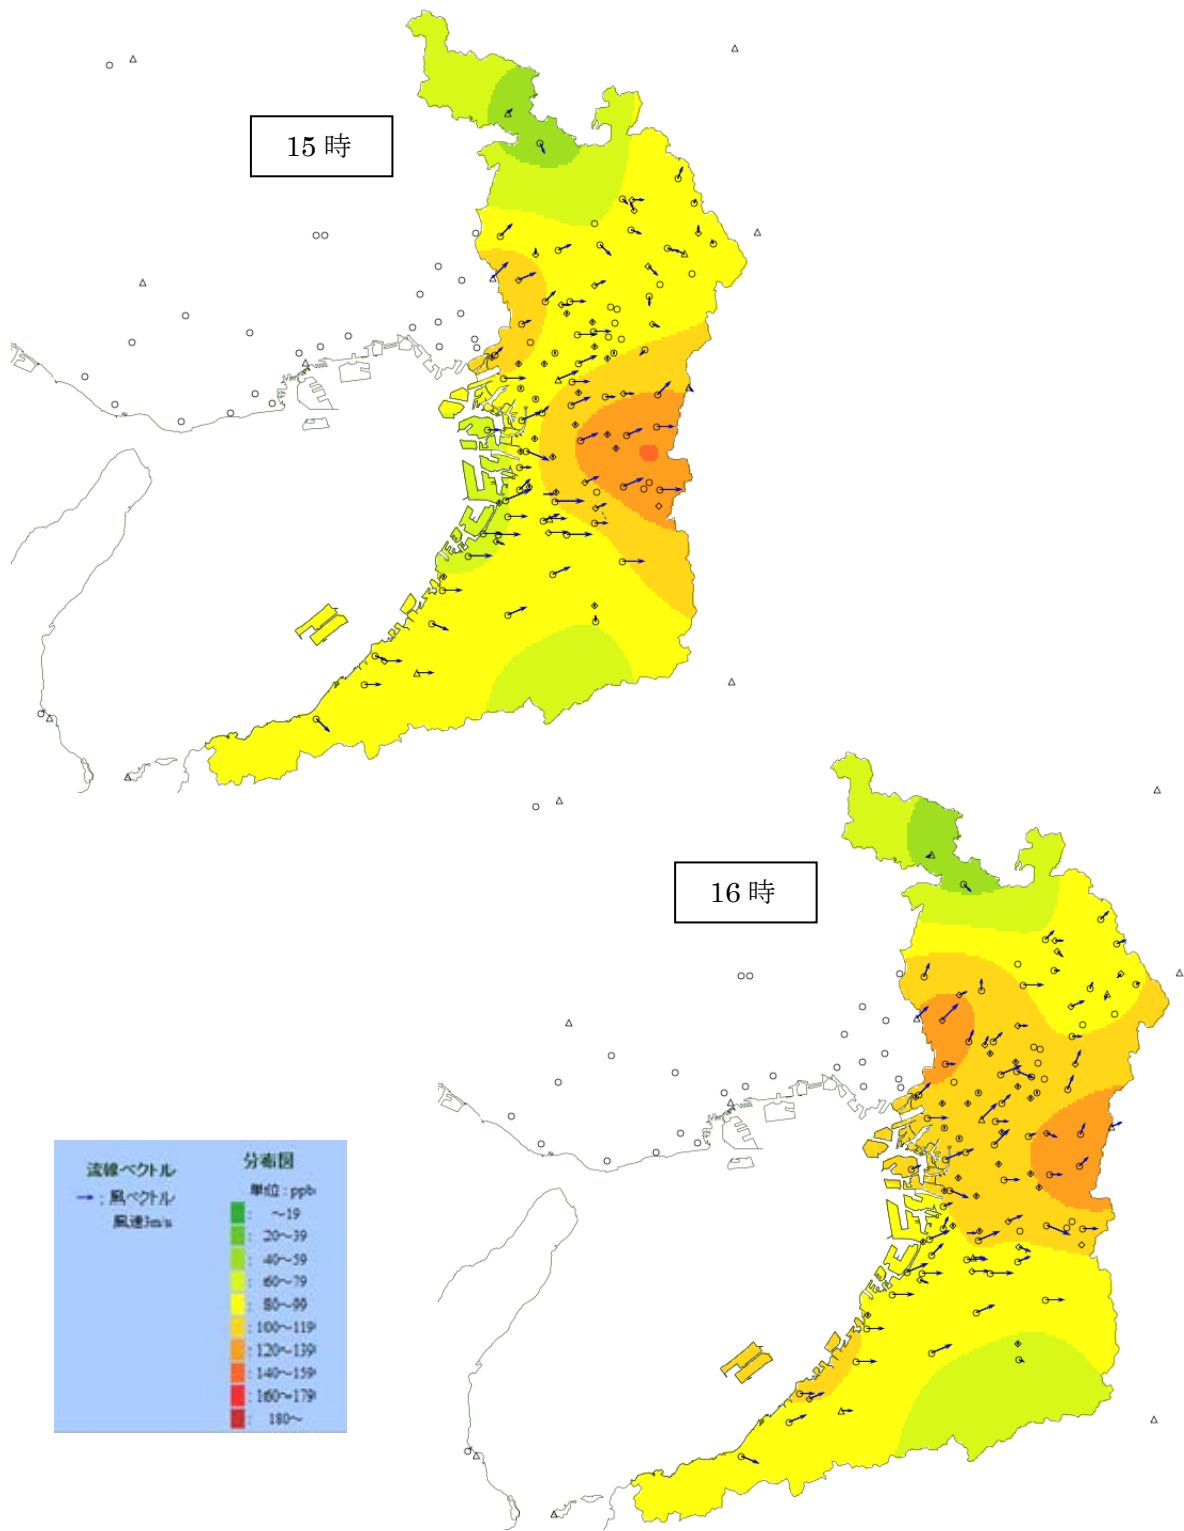 15 時
16 時
流線ベクトル
分布図
単位 : ppb
→ : 風ベクトル
風速3m/s
: ～19
: 20～39
: 40～59
: 60～79
: 80～99
: 100～119
: 120～139
: 140～159
: 160～179
: 180～